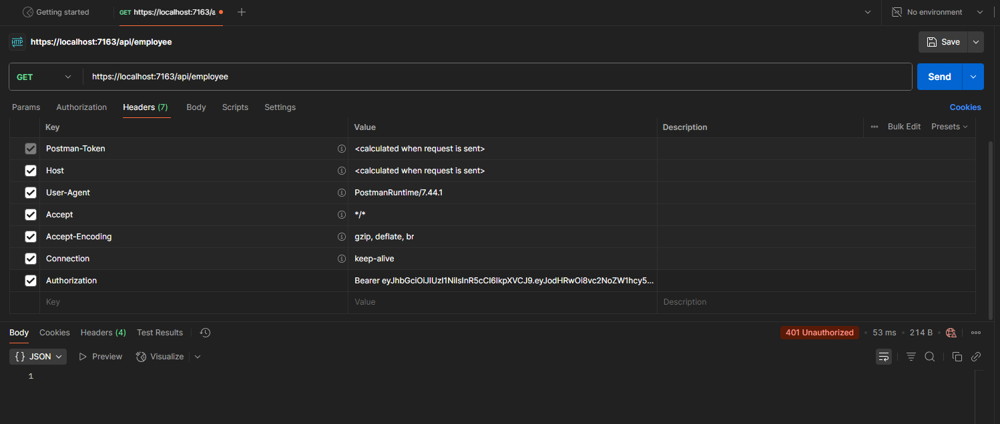 Getting started GET https://localhost:7163/a No environment
HTTP https://localhost:7163/api/employee Save
GET https://localhost:7163/api/employee Send
Params Authorization Headers (7) Body Scripts Settings Cookies
Key Value Description Bulk Edit Presets
Postman-Token <calculated when request is sent>
Host <calculated when request is sent>
User-Agent PostmanRuntime/7.44.1
Accept */*
Accept-Encoding gzip, deflate, br
Connection keep-alive
Authorization Bearer eyJhbGciOiJIUzI1NiIsInR5cCI6IkpXVCJ9.eyJodHRwOi8vc2NoZW1hcy5...
Key Value Description
Body Cookies Headers (4) Test Results 401 Unauthorized • 53 ms • 214 B •
{} JSON Preview Visualize
1